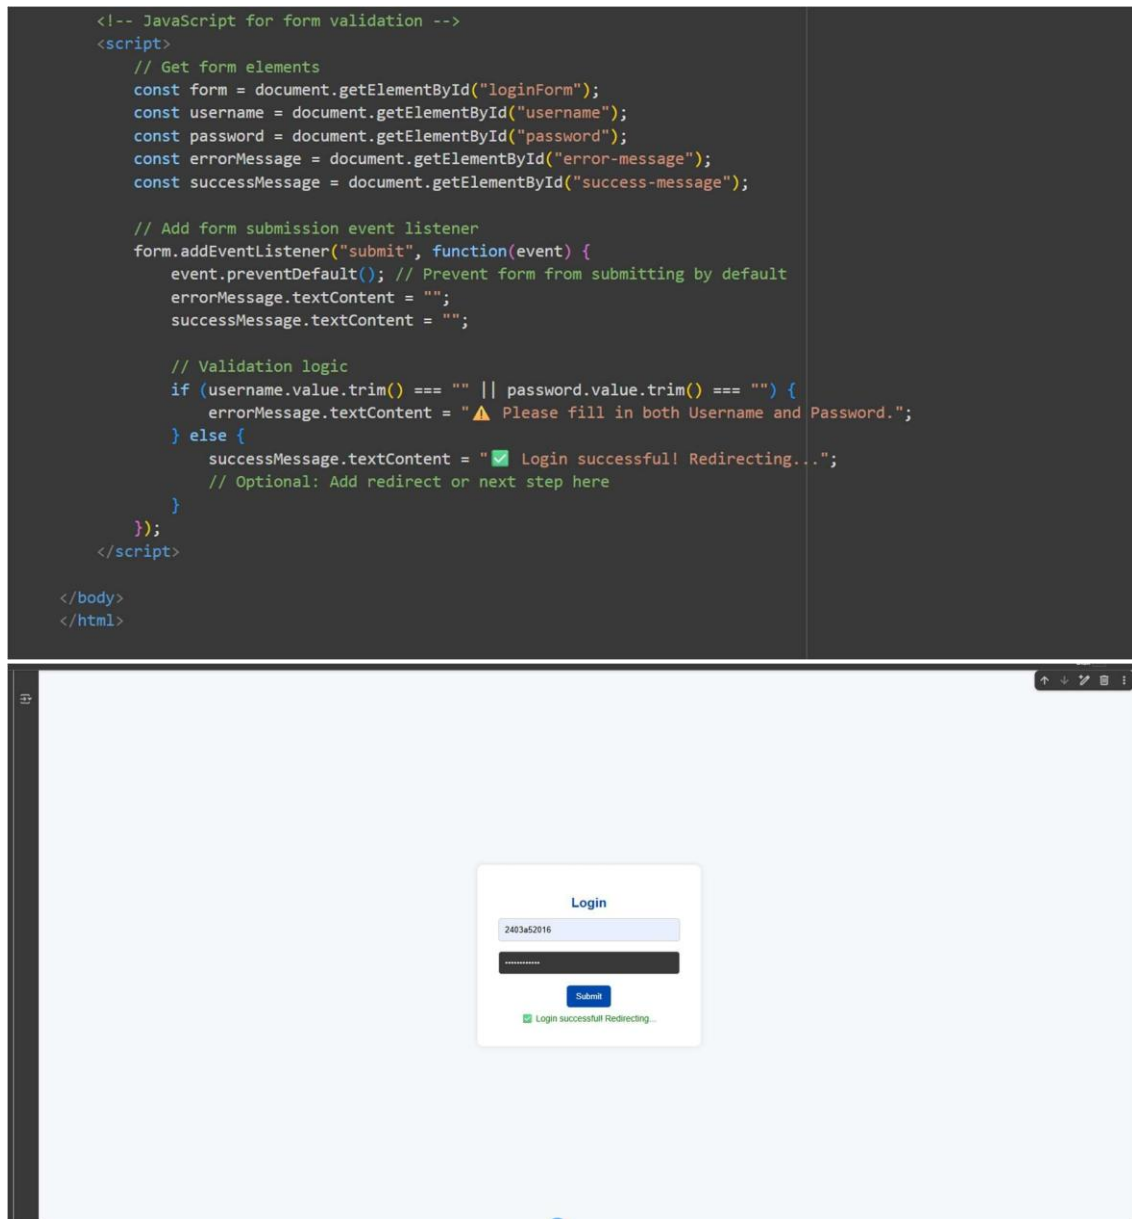 <!-- JavaScript for form validation -->
<script>
// Get form elements
const form = document.getElementById("loginForm");
const username = document.getElementById("username");
const password = document.getElementById("password");
const errorMessage = document.getElementById("error-message");
const successMessage = document.getElementById("success-message");
// Add form submission event listener
form.addEventListener("submit", function(event) {
event.preventDefault(); // Prevent form from submitting by default
errorMessage.textContent = "";
successMessage.textContent = "";
// Validation logic
if (username.value.trim() === "" || password.value.trim() === "") {
errorMessage.textContent = "⚠️ Please fill in both Username and Password.";
} else {
successMessage.textContent = "✅ Login successful! Redirecting...";
// Optional: Add redirect or next step here
}
});
</script>
</body>
</html>
Login
2403a52016
••••••••••••
Submit
✅ Login successful! Redirecting...